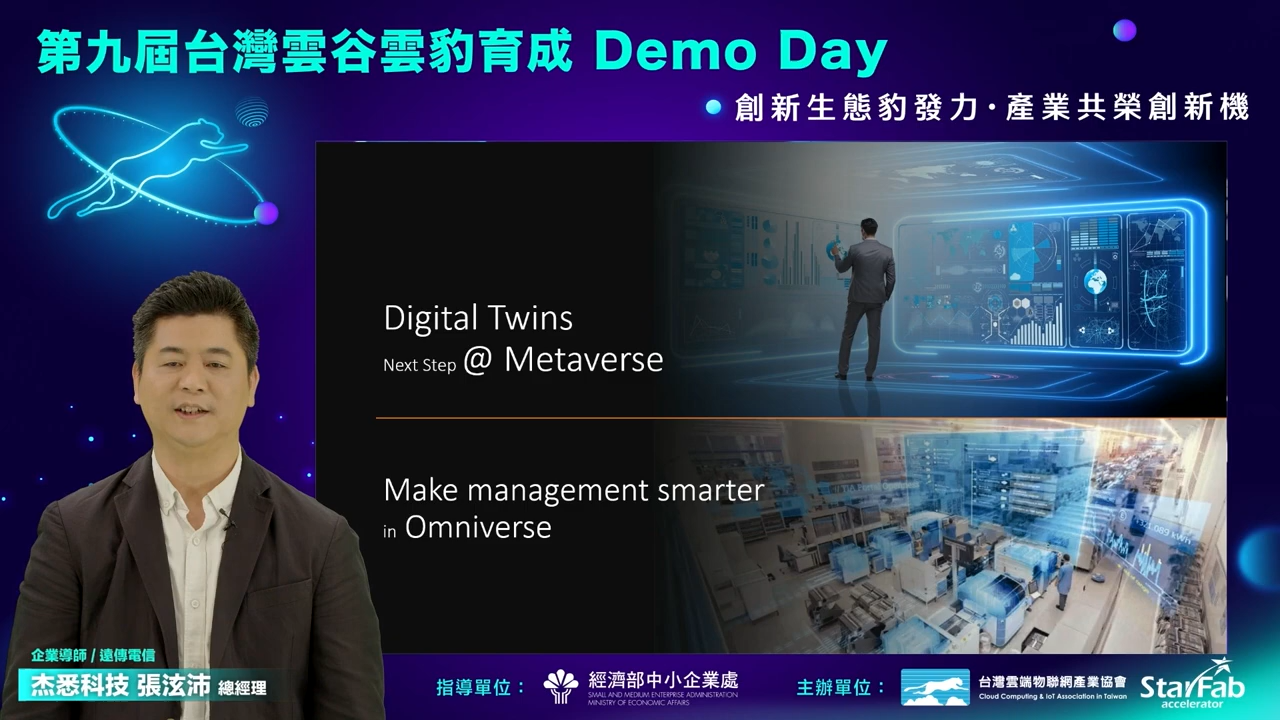 第九屆台灣雲谷雲豹育成 Demo Day
創新生態豹發力·產業共榮創新機
Digital Twins
Next Step @ Metaverse
Make management smarter
in Omniverse
企業導師 / 遠傳電信
杰悉科技 張泫沛 總經理
指導單位：
經濟部中小企業處
SMALL AND MEDIUM ENTERPRISE ADMINISTRATION
MINISTRY OF ECONOMIC AFFAIRS
主辦單位：
台灣雲端物聯網產業協會
Cloud Computing & IoT Association in Taiwan
StarFab
accelerator